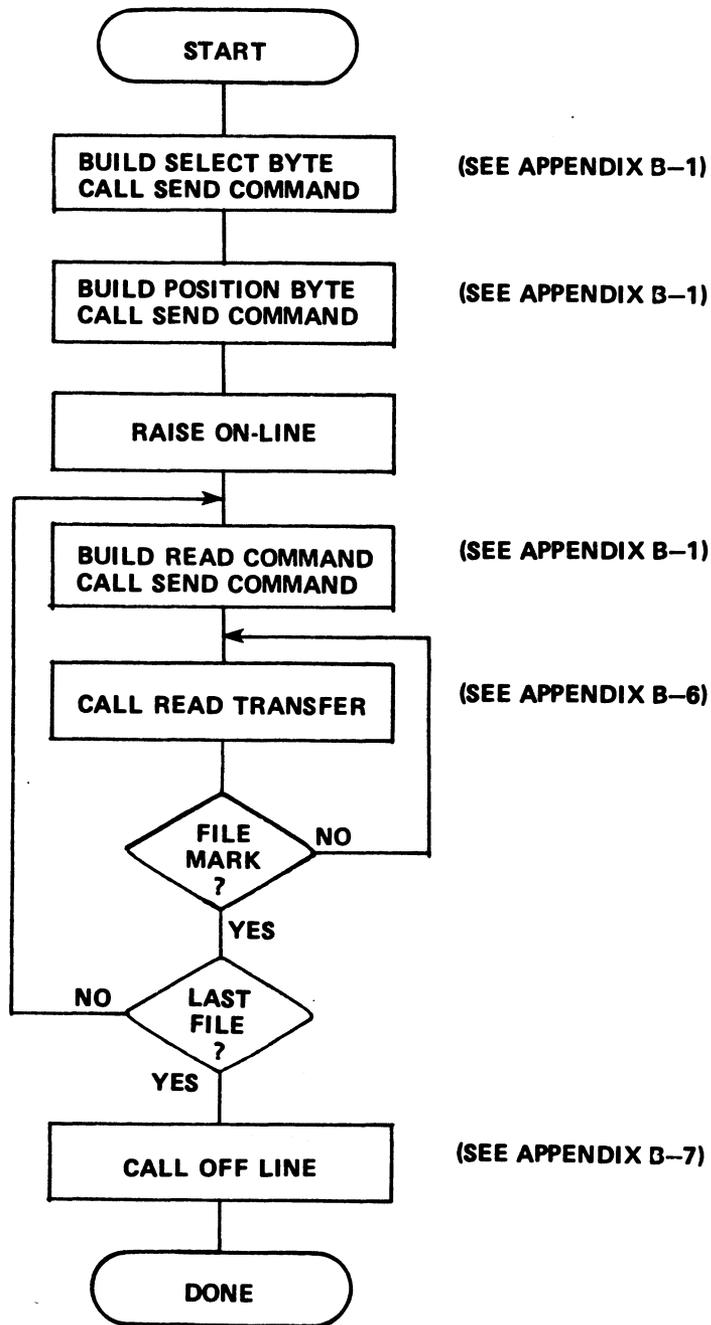 START
BUILD SELECT BYTE
CALL SEND COMMAND
(SEE APPENDIX B-1)
BUILD POSITION BYTE
CALL SEND COMMAND
(SEE APPENDIX B-1)
RAISE ON-LINE
BUILD READ COMMAND
CALL SEND COMMAND
(SEE APPENDIX B-1)
CALL READ TRANSFER
(SEE APPENDIX B-6)
FILE
MARK
?
NO
YES
NO
LAST
FILE
?
YES
CALL OFF LINE
(SEE APPENDIX B-7)
DONE